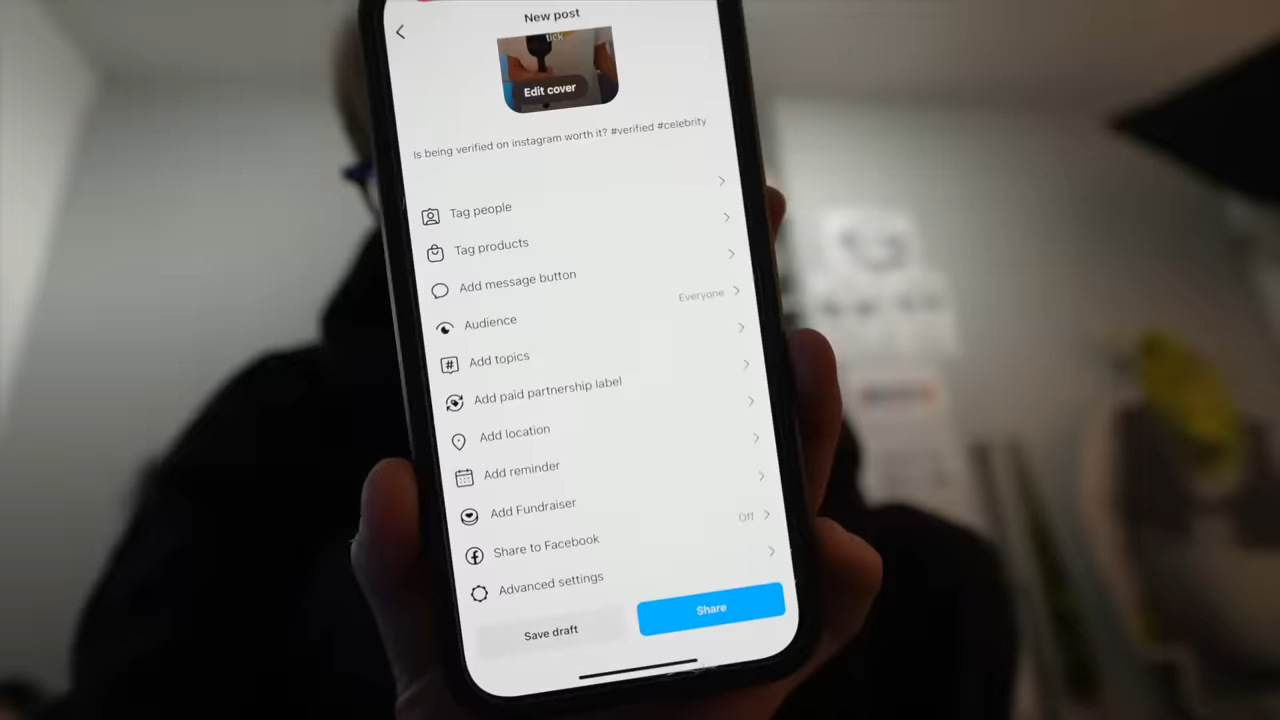 New post
tick
Edit cover
Is being verified on instagram worth it? #verified #celebrity
Tag people
Tag products
Add message button
Audience Everyone
Add topics
Add paid partnership label
Add location
Add reminder
Add Fundraiser
Share to Facebook Off
Advanced settings
Save draft Share